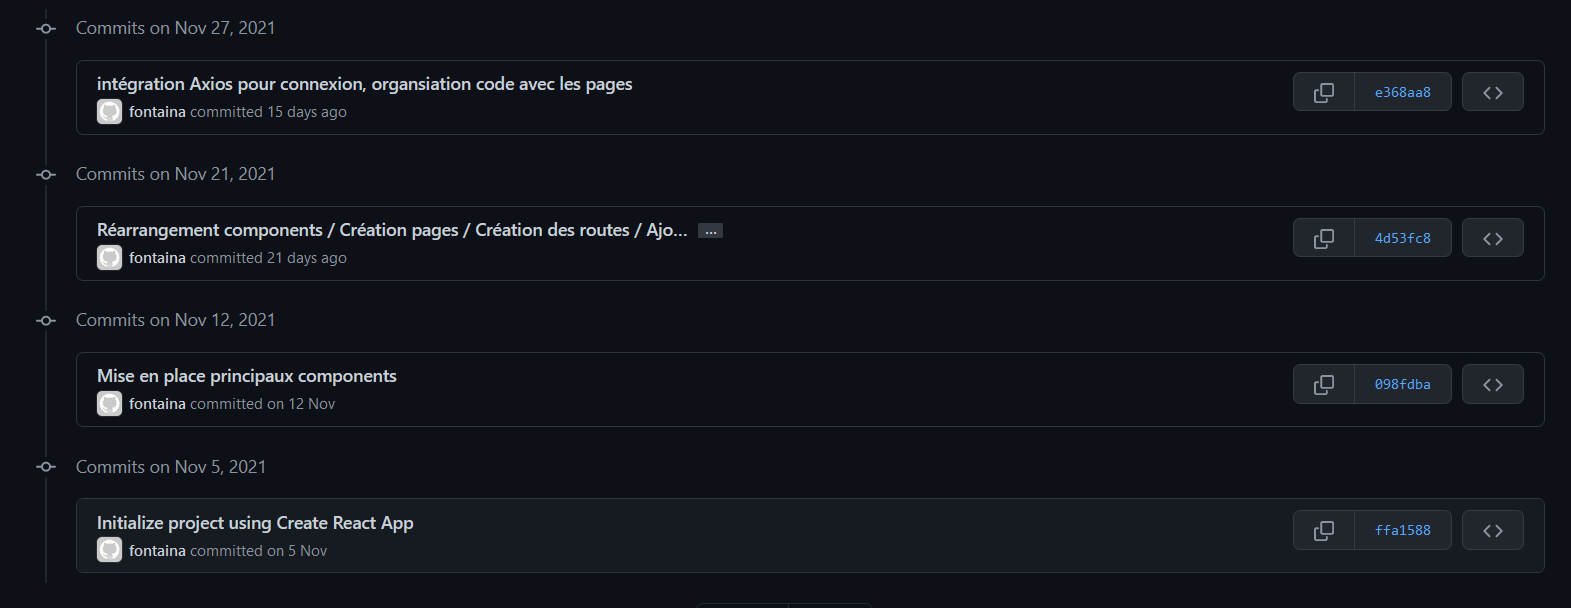 Commits on Nov 27, 2021
intégration Axios pour connexion, organsiation code avec les pages
fontaina committed 15 days ago
e368aa8
Commits on Nov 21, 2021
Réarrangement components / Création pages / Création des routes / Ajo... ...
fontaina committed 21 days ago
4d53fc8
Commits on Nov 12, 2021
Mise en place principaux components
fontaina committed on 12 Nov
098fdba
Commits on Nov 5, 2021
Initialize project using Create React App
fontaina committed on 5 Nov
ffa1588